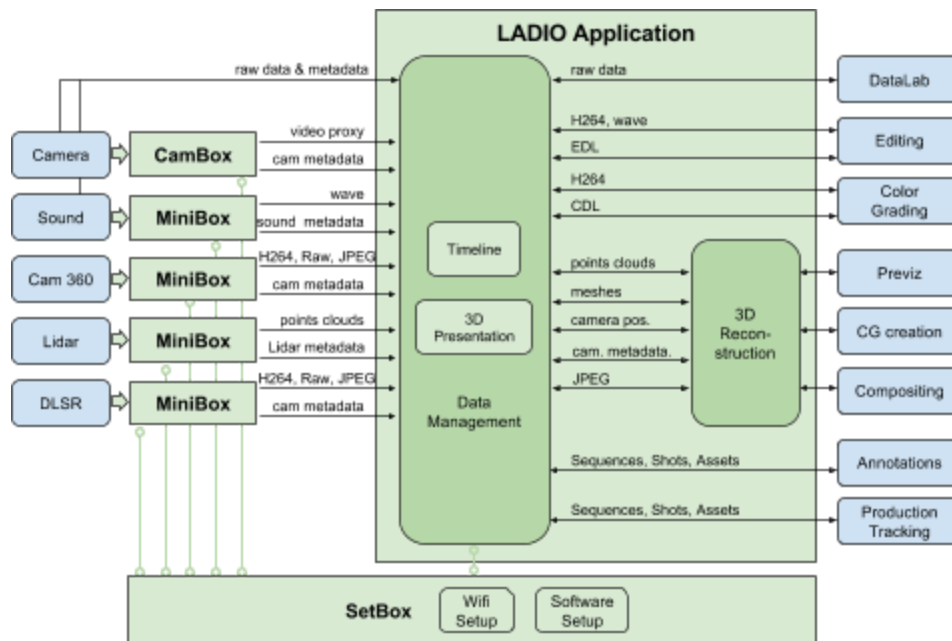 LADIO Application
raw data & metadata
raw data
DataLab
H264, wave
Editing
EDL
Camera
CamBox
video proxy
cam metadata
H264
Color
Grading
CDL
Sound
MiniBox
wave
sound metadata
Timeline
Cam 360
MiniBox
H264, Raw, JPEG
cam metadata
points clouds
meshes
camera pos.
cam. metadata.
JPEG
3D
Recon-
struction
Previz
CG creation
Compositing
3D
Presentation
Lidar
MiniBox
points clouds
Lidar metadata
DLSR
MiniBox
H264, Raw, JPEG
cam metadata
Data
Management
Sequences, Shots, Assets
Annotations
Sequences, Shots, Assets
Production
Tracking
SetBox
Wifi
Setup
Software
Setup